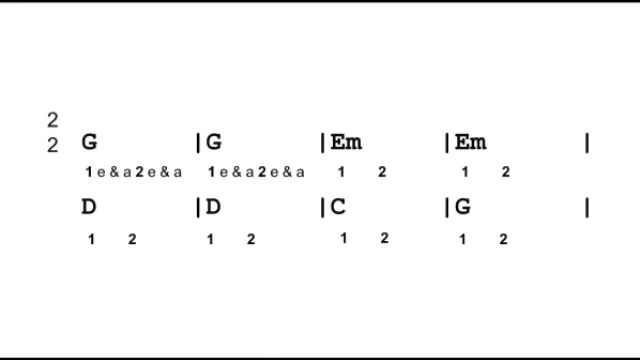 2
2 G |G |Em |Em |
1 e & a 2 e & a 1 e & a 2 e & a 1 2 1 2
D |D |C |G |
1 2 1 2 1 2 1 2